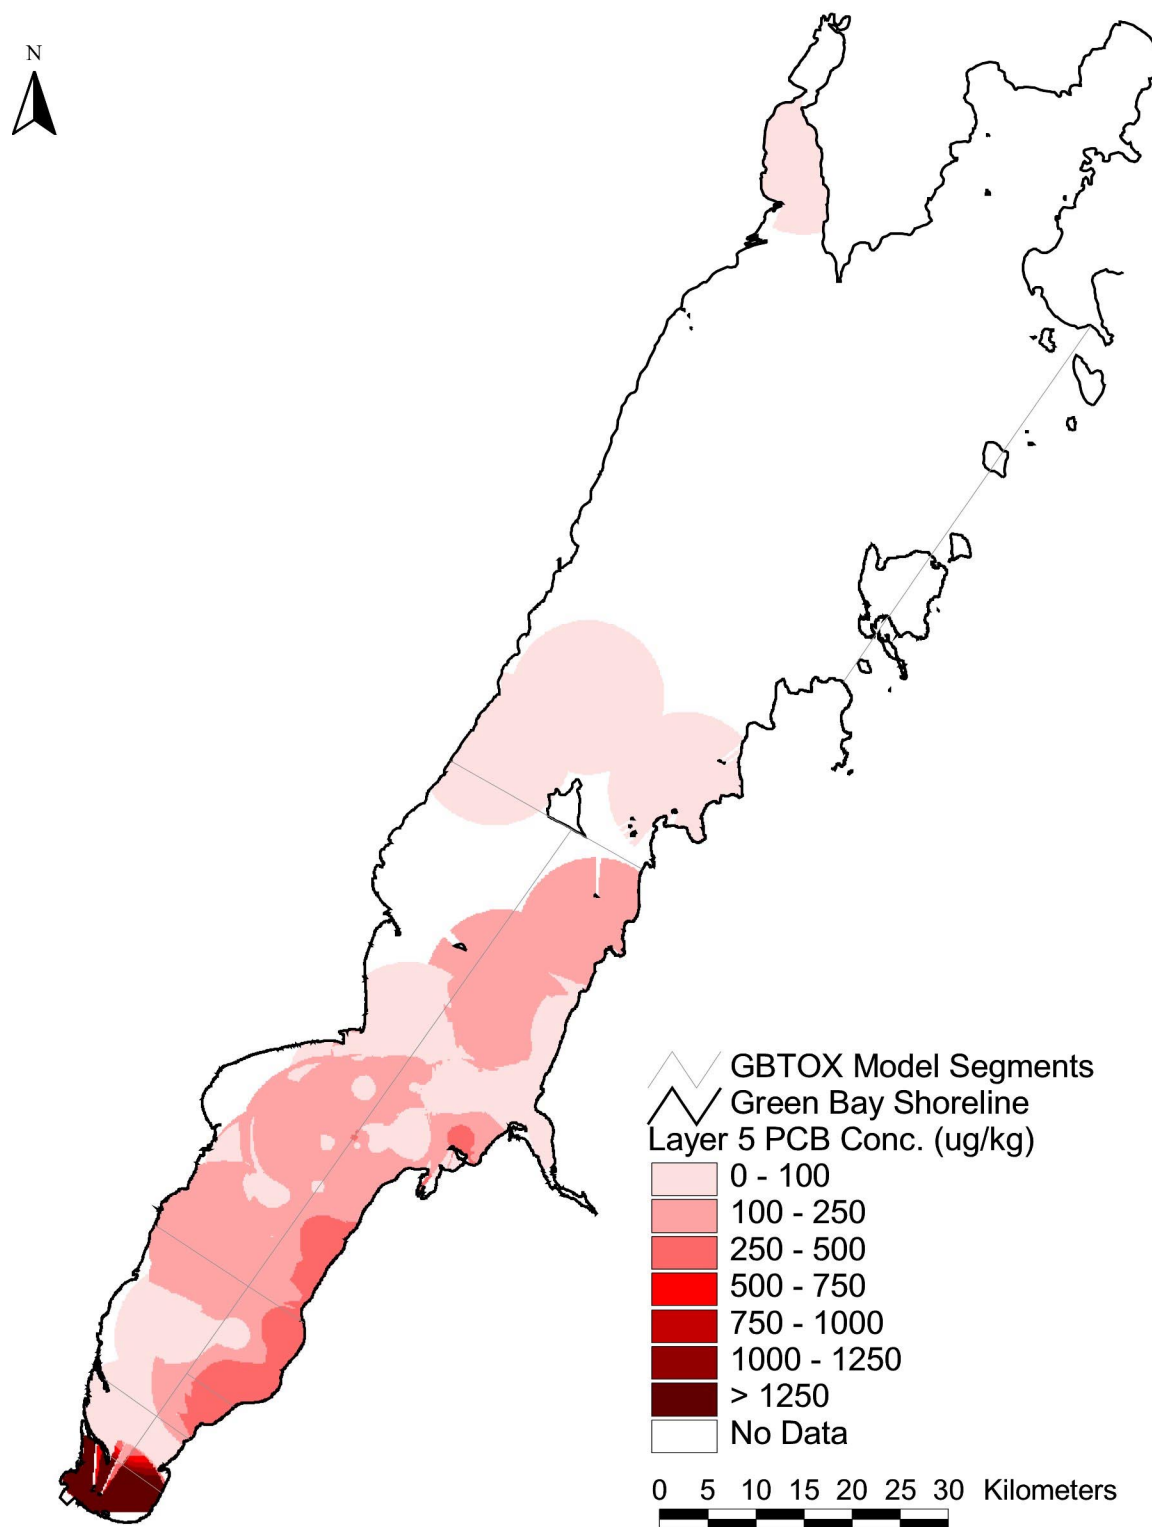 N
GBTOX Model Segments
Green Bay Shoreline
Layer 5 PCB Conc. (ug/kg)
0 - 100
100 - 250
250 - 500
500 - 750
750 - 1000
1000 - 1250
> 1250
No Data
0 5 10 15 20 25 30 Kilometers